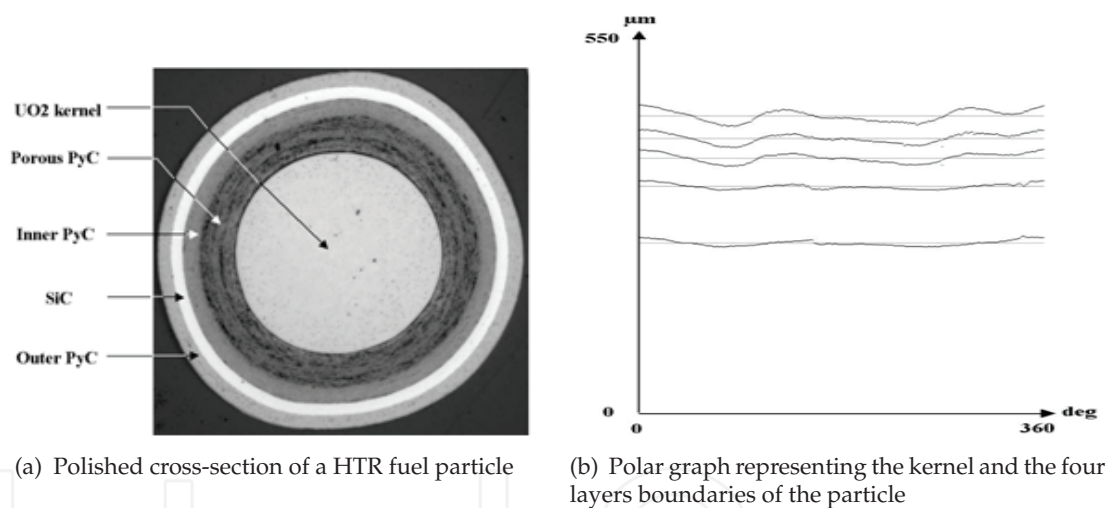 UO2 kernel
Porous PyC
Inner PyC
SiC
Outer PyC
(a) Polished cross-section of a HTR fuel particle
µm
550
0
0
deg
360
(b) Polar graph representing the kernel and the four
layers boundaries of the particle